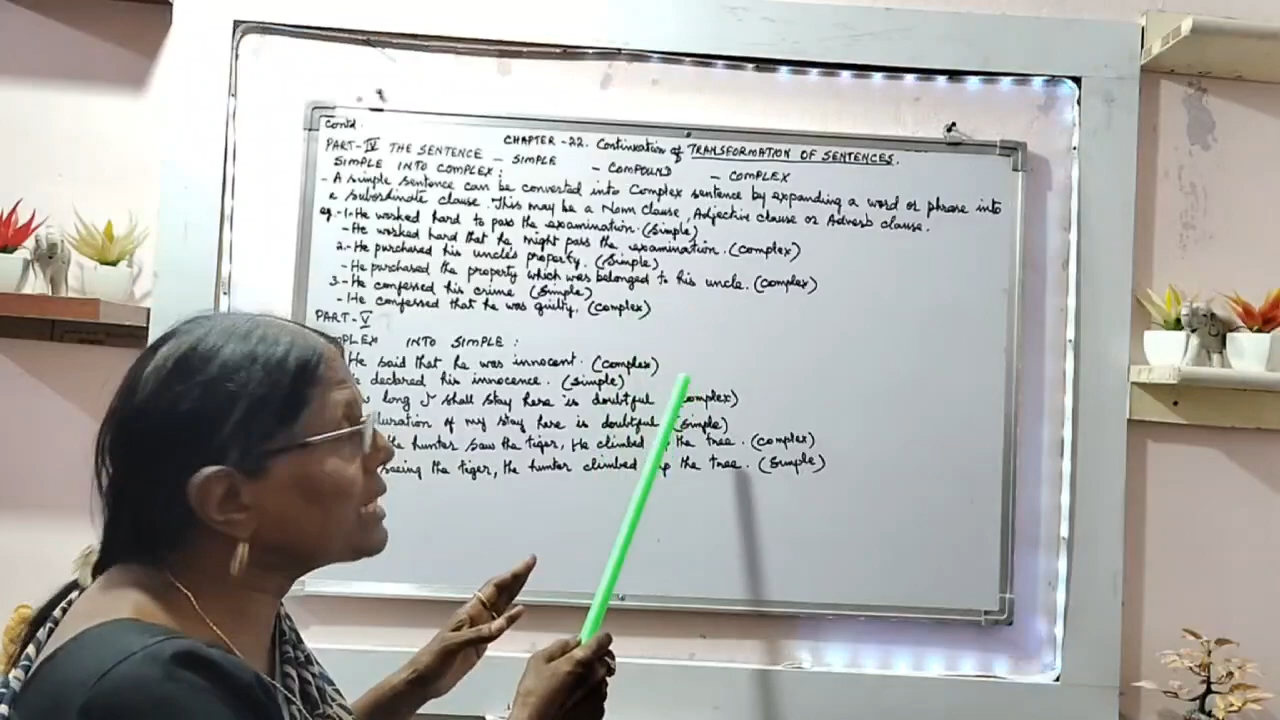 Contd.
CHAPTER-22. Continuation of TRANSFORMATION OF SENTENCES.
PART-IV THE SENTENCE - SIMPLE - COMPOUND - COMPLEX
SIMPLE INTO COMPLEX:
- A simple sentence can be converted into Complex sentence by expanding a word or phrase into
a subordinate clause. This may be a Noun Clause, Adjective clause or Adverb clause.
eg.-1.-He worked hard to pass the examination. (Simple)
-He worked hard that he might pass the examination. (complex)
2.-He purchased his uncle's property. (Simple)
-He purchased the property which was belonged to his uncle. (complex)
3.-He confessed his crime (Simple)
-He confessed that he was guilty. (complex)
PART-V
INTO SIMPLE:
He said that he was innocent. (complex)
declared his innocence. (Simple)
long I shall stay here is doubtful
of my stay here is doubtful (Simple)
hunter saw the tiger, He climbed the tree. (complex)
seeing the tiger, the hunter climbed the tree. (Simple)